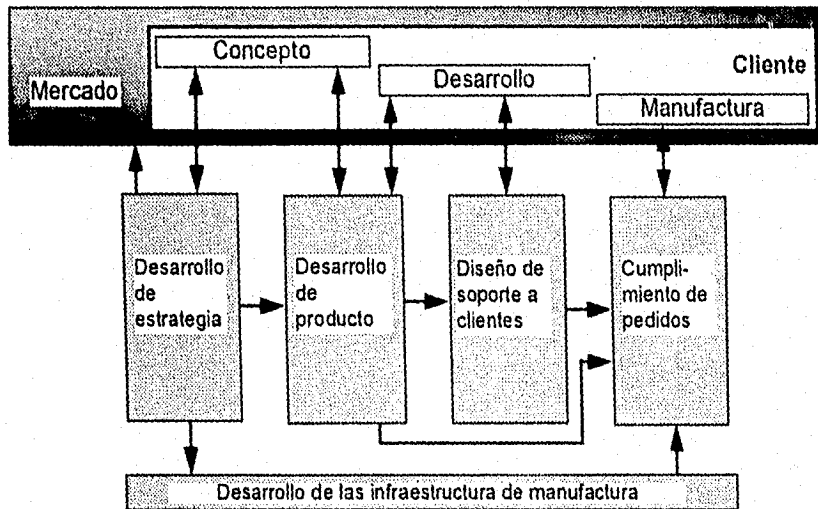 Concepto
Cliente
Desarrollo
Mercado
Manufactura
Desarrollo
de
estrategia
Desarrollo
de
producto
Diseño de
soporte a
clientes
Cumpli-
miento de
pedidos
Desarrollo de las infraestructura de manufactura